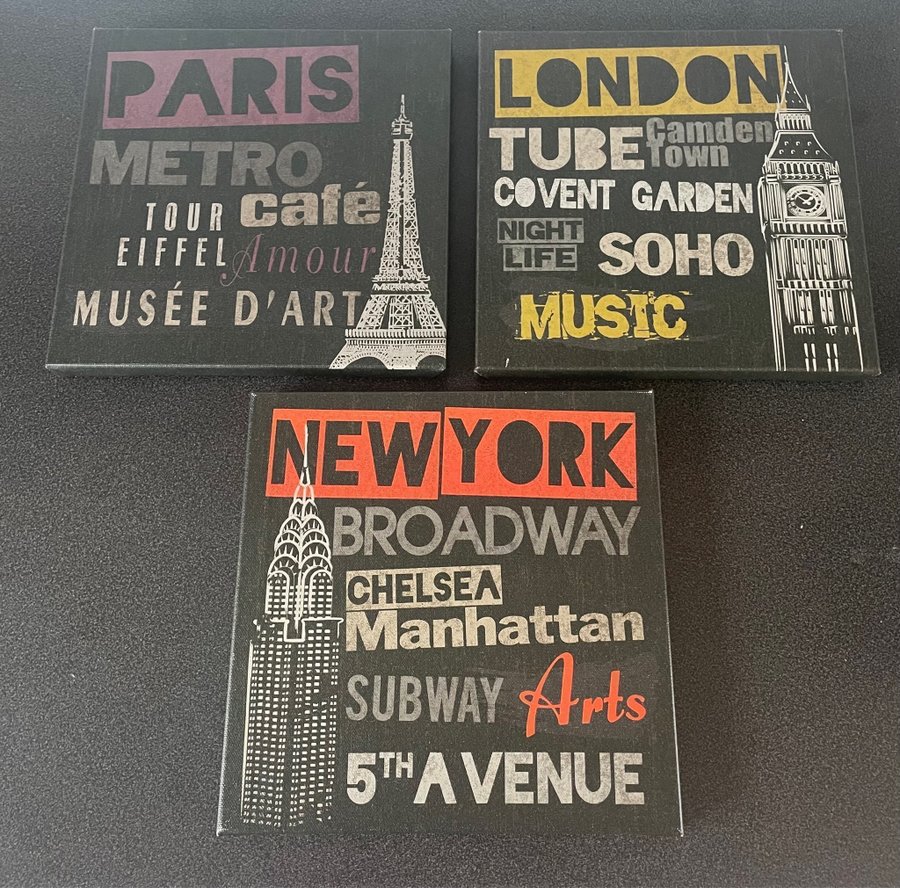 PARIS
METRO
TOUR café
EIFFEL Amour
MUSÉE D'ART
LONDON
TUBE Camden Town
COVENT GARDEN
NIGHT LIFE SOHO
MUSIC
NEW YORK
BROADWAY
CHELSEA
Manhattan
SUBWAY Arts
5TH AVENUE